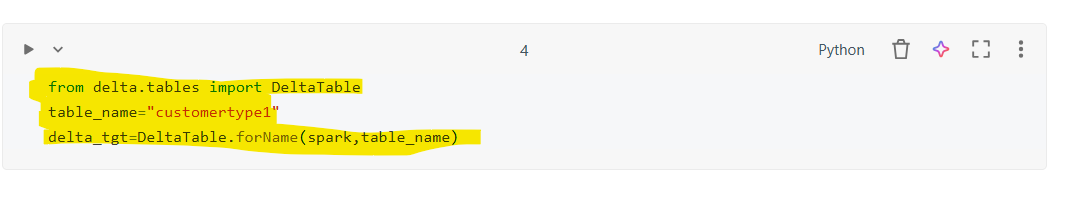 4
Python
from delta.tables import DeltaTable
table_name="customertype1"
delta_tgt=DeltaTable.forName(spark,table_name)